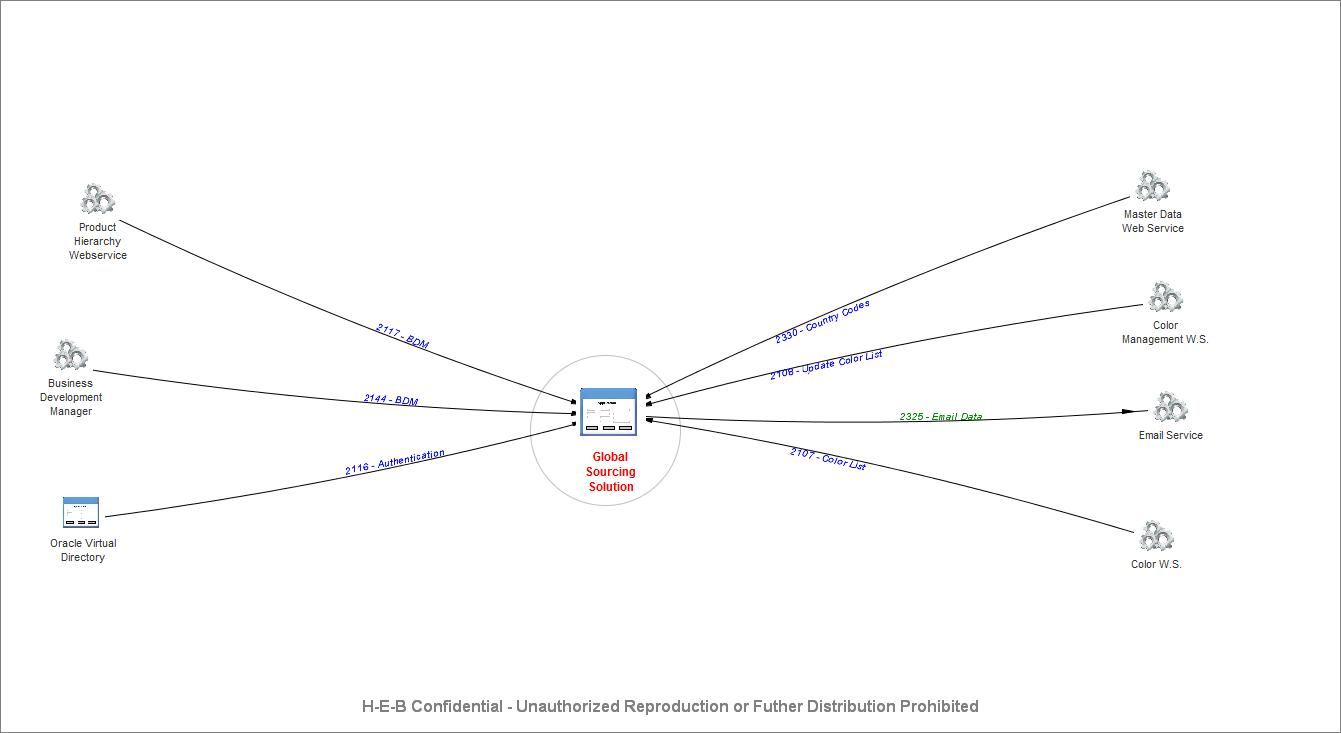 Product
Hierarchy
Webservice
2117 - BDM
Business
Development
Manager
2144 - BDM
Oracle Virtual
Directory
2116 - Authentication
Global
Sourcing
Solution
Master Data
Web Service
2330 - Country Codes
Color
Management W.S.
2108 - Update Color List
Email Service
2325 - Email Data
Color W.S.
2107 - Color List
H-E-B Confidential - Unauthorized Reproduction or Futher Distribution Prohibited